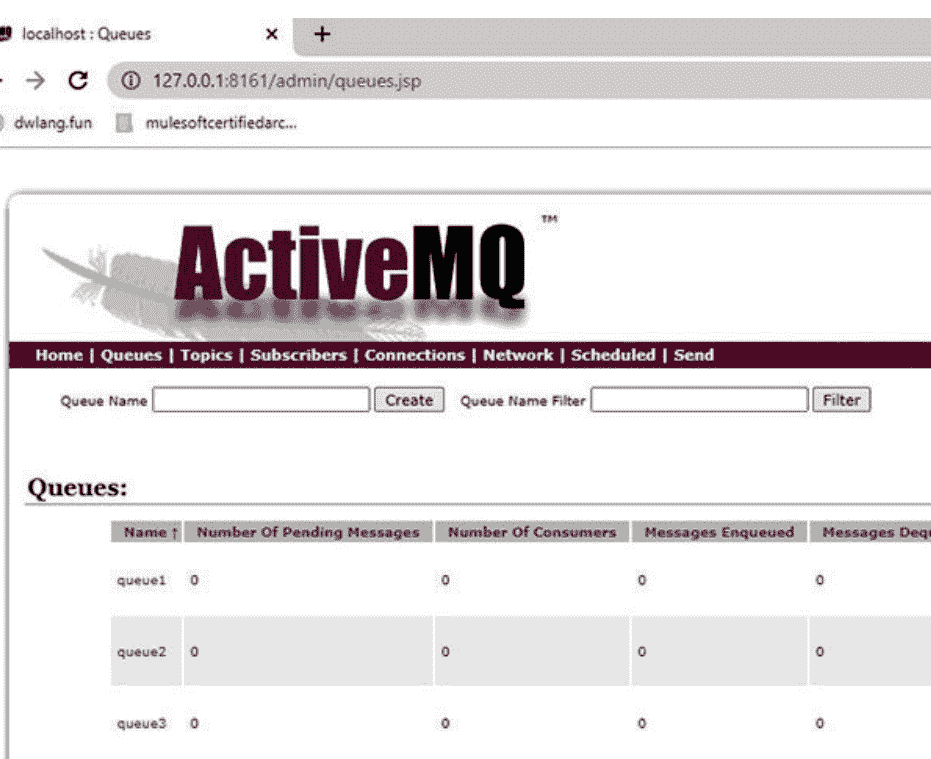 localhost : Queues
127.0.0.1:8161/admin/queues.jsp
dwlang.fun mulesoftcertifiedarc...
ActiveMQ ™
Home | Queues | Topics | Subscribers | Connections | Network | Scheduled | Send
Queue Name Create Queue Name Filter Filter
Queues:
Name ↑ Number Of Pending Messages Number Of Consumers Messages Enqueued Messages Dequ
queue1 0 0 0 0
queue2 0 0 0 0
queue3 0 0 0 0